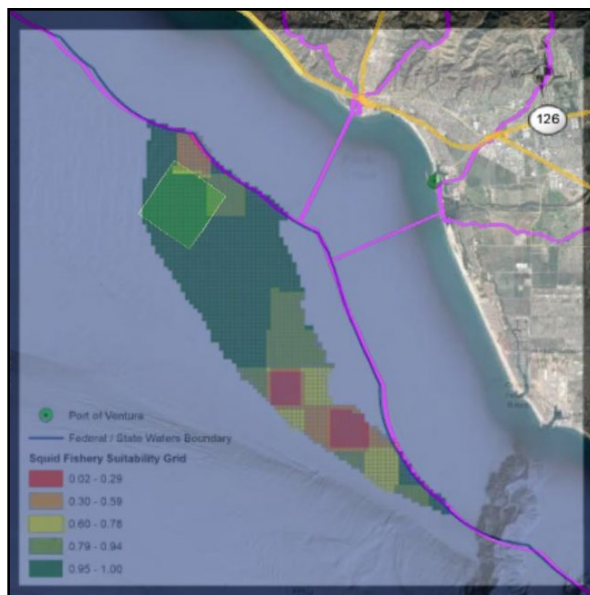 126
Port of Ventura
Federal / State Waters Boundary
Squid Fishery Suitability Grid
0.02 - 0.29
0.30 - 0.59
0.60 - 0.78
0.79 - 0.94
0.95 - 1.00